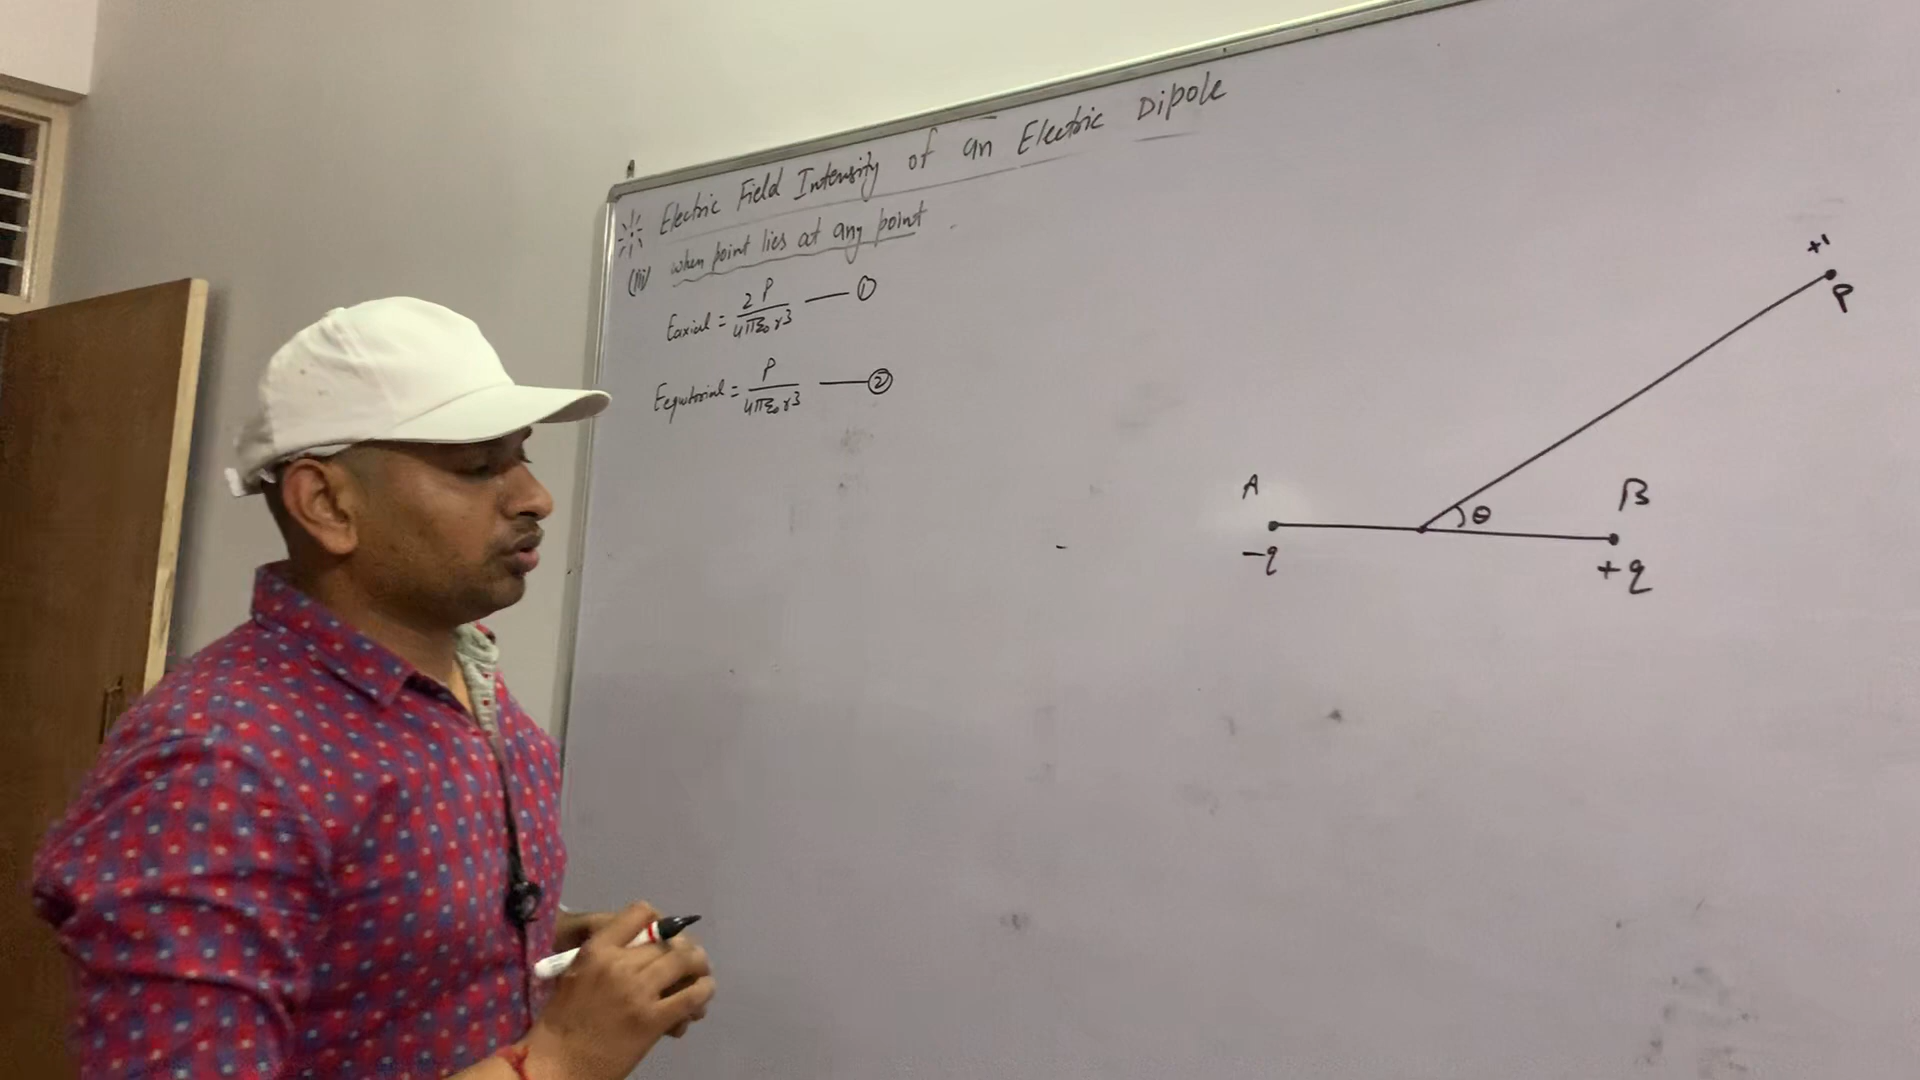 Electric Field Intensity of an Electric Dipole
(iii) when point lies at any point
Eaxial = 2P / 4πε₀r³ —— ①
Eequtorial = P / 4πε₀r³ —— ②
+1
P
A
B
θ
-q
+q